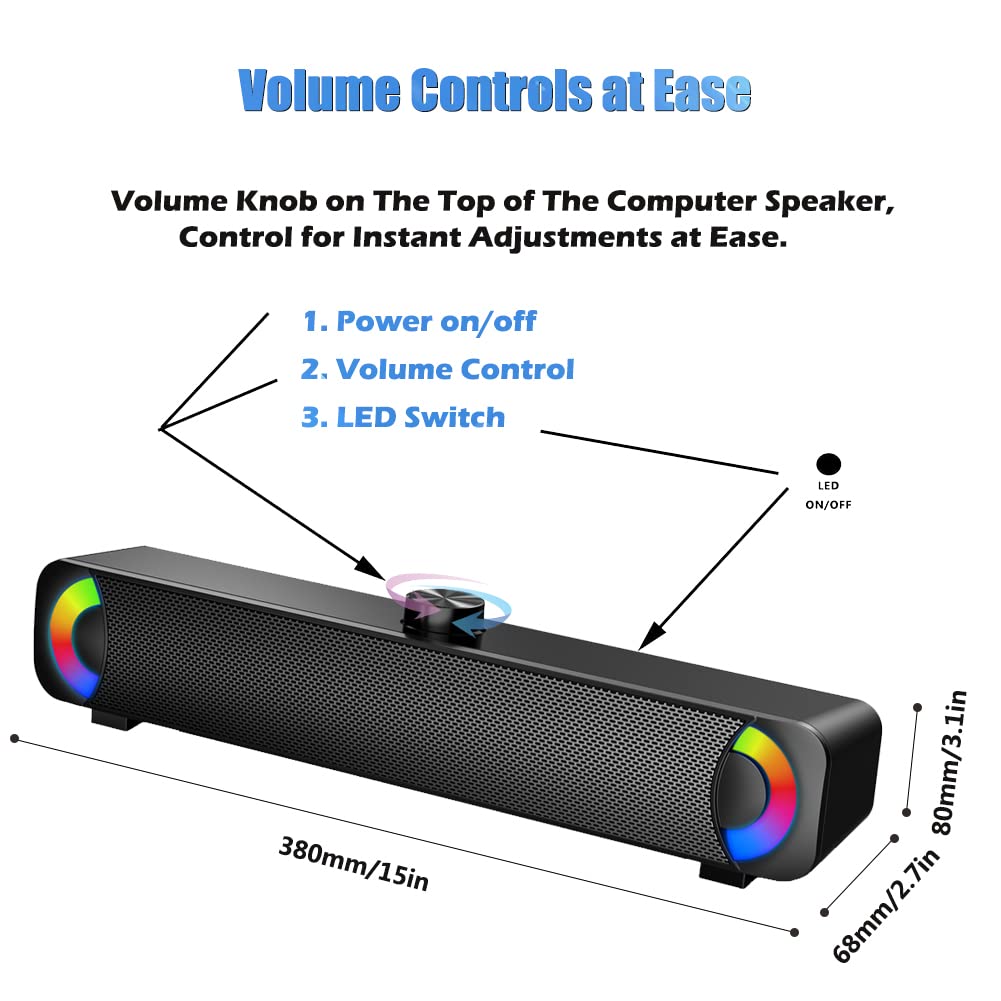 Volume Controls at Ease
Volume Knob on The Top of The Computer Speaker,
Control for Instant Adjustments at Ease.
1. Power on/off
2. Volume Control
3. LED Switch
LED
ON/OFF
380mm/15in
68mm/2.7in
80mm/3.1in